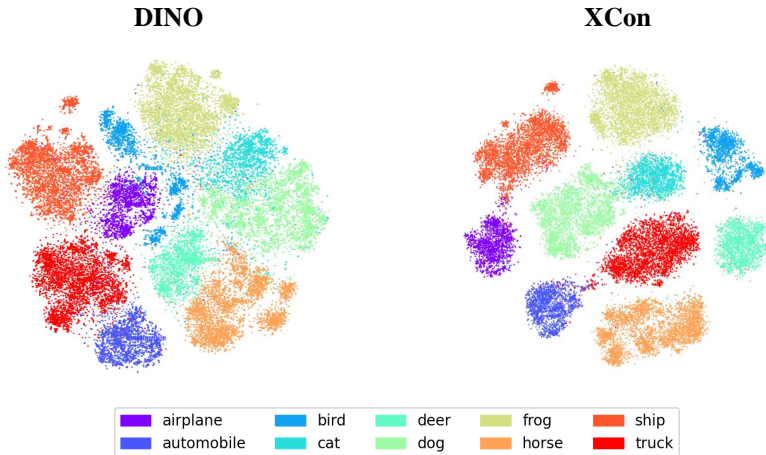 DINO XCon
airplane bird deer frog ship
automobile cat dog horse truck